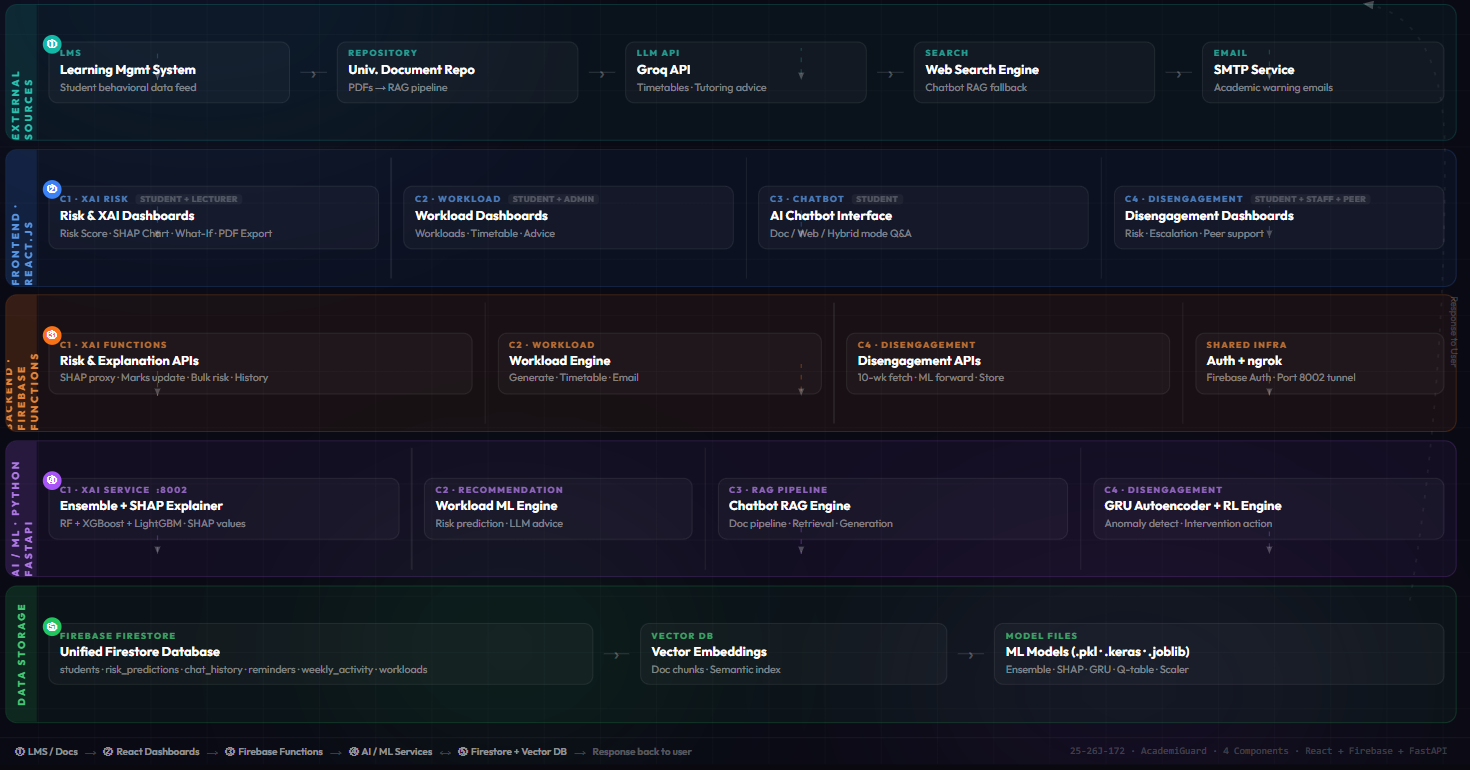 EXTERNAL
SOURCES
①
LMS
Learning Mgmt System
Student behavioral data feed
REPOSITORY
Univ. Document Repo
PDFs → RAG pipeline
LLM API
Groq API
Timetables · Tutoring advice
SEARCH
Web Search Engine
Chatbot RAG fallback
EMAIL
SMTP Service
Academic warning emails
FRONTEND ·
REACT.JS
②
C1 · XAI RISK STUDENT + LECTURER
Risk & XAI Dashboards
Risk Score · SHAP Chart · What-If · PDF Export
C2 · WORKLOAD STUDENT + ADMIN
Workload Dashboards
Workloads · Timetable · Advice
C3 · CHATBOT STUDENT
AI Chatbot Interface
Doc / Web / Hybrid mode Q&A
C4 · DISENGAGEMENT STUDENT + STAFF + PEER
Disengagement Dashboards
Risk · Escalation · Peer support
BACKEND ·
FIREBASE
FUNCTIONS
③
C1 · XAI FUNCTIONS
Risk & Explanation APIs
SHAP proxy · Marks update · Bulk risk · History
C2 · WORKLOAD
Workload Engine
Generate · Timetable · Email
C4 · DISENGAGEMENT
Disengagement APIs
10-wk fetch · ML forward · Store
SHARED INFRA
Auth + ngrok
Firebase Auth · Port 8002 tunnel
Response to User
AI / ML · PYTHON
FASTAPI
④
C1 · XAI SERVICE :8002
Ensemble + SHAP Explainer
RF + XGBoost + LightGBM · SHAP values
C2 · RECOMMENDATION
Workload ML Engine
Risk prediction · LLM advice
C3 · RAG PIPELINE
Chatbot RAG Engine
Doc pipeline · Retrieval · Generation
C4 · DISENGAGEMENT
GRU Autoencoder + RL Engine
Anomaly detect · Intervention action
DATA STORAGE
⑤
FIREBASE FIRESTORE
Unified Firestore Database
students · risk_predictions · chat_history · reminders · weekly_activity · workloads
VECTOR DB
Vector Embeddings
Doc chunks · Semantic index
MODEL FILES
ML Models (.pkl · .keras · .joblib)
Ensemble · SHAP · GRU · Q-table · Scaler
① LMS / Docs → ② React Dashboards → ③ Firebase Functions → ④ AI / ML Services ↔ ⑤ Firestore + Vector DB → Response back to user
25-26J-172 · AcademiGuard · 4 Components · React + Firebase + FastAPI